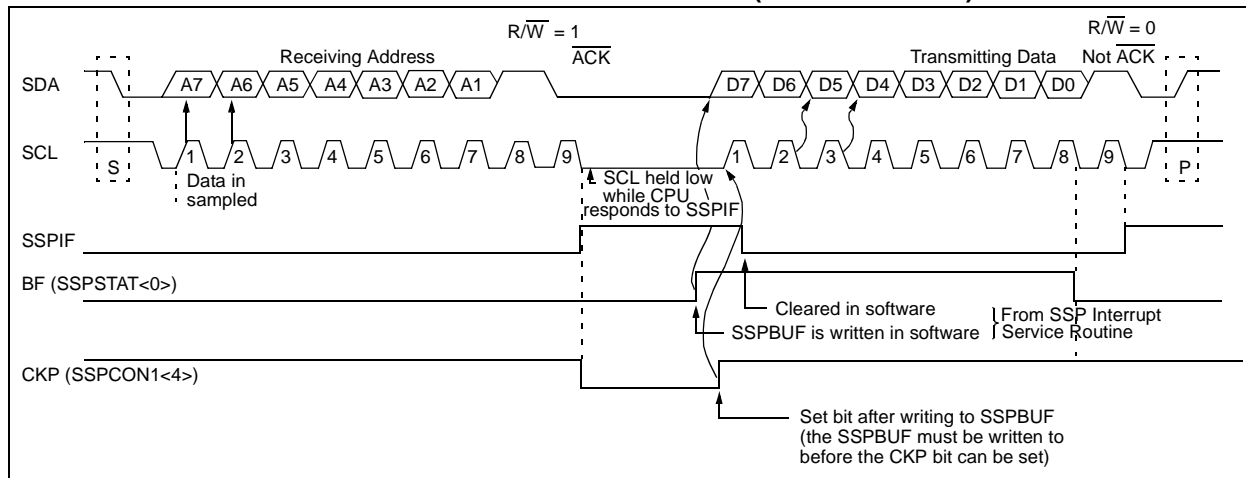 R/W = 1
R/W = 0
Receiving Address
ACK
Transmitting Data
Not ACK
SDA
A7 A6 A5 A4 A3 A2 A1
D7 D6 D5 D4 D3 D2 D1 D0
SCL
S
1 2 3 4 5 6 7 8 9
1 2 3 4 5 6 7 8 9
P
Data in
sampled
SCL held low
while CPU
responds to SSPIF
SSPIF
BF (SSPSTAT<0>)
Cleared in software
SSPBUF is written in software
From SSP Interrupt
Service Routine
CKP (SSPCON1<4>)
Set bit after writing to SSPBUF
(the SSPBUF must be written to
before the CKP bit can be set)